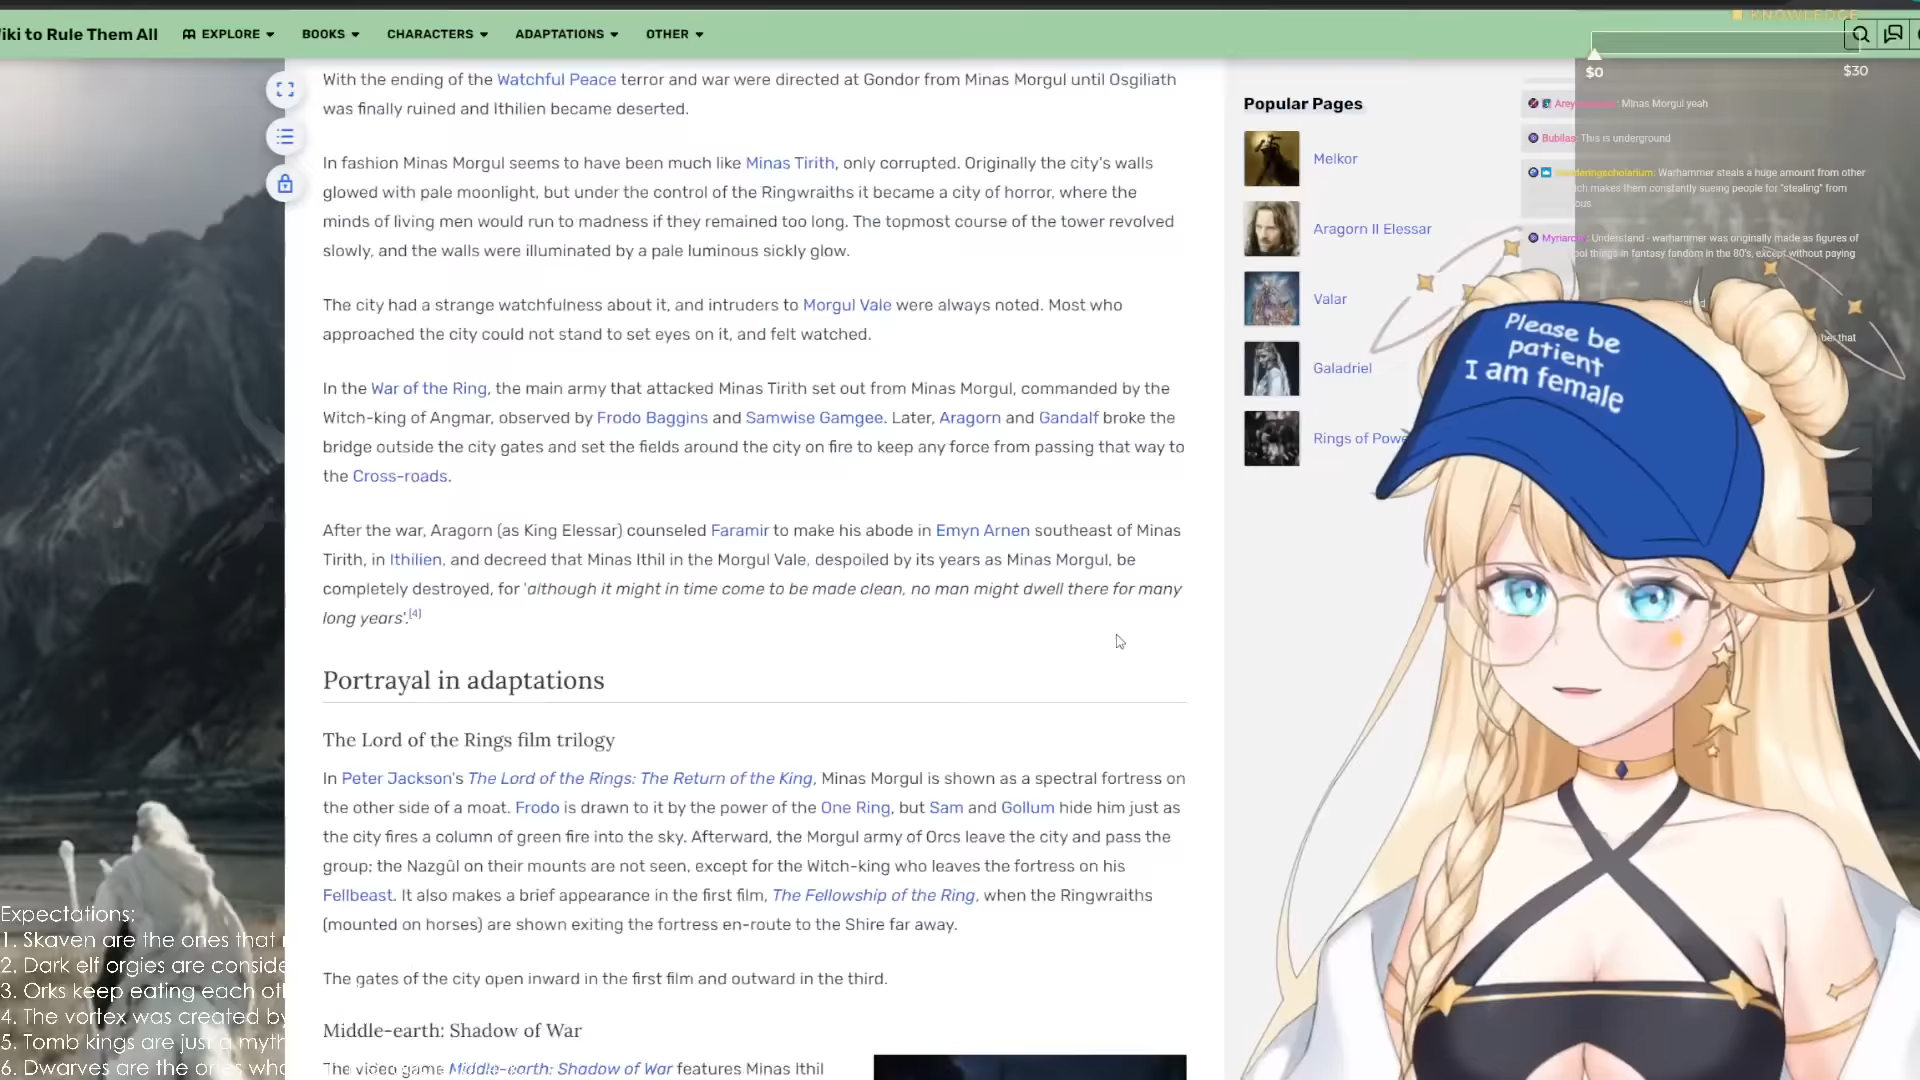 KNOWLEDGE
iki to Rule Them All
EXPLORE
BOOKS
CHARACTERS
ADAPTATIONS
OTHER
$0
$30
With the ending of the Watchful Peace terror and war were directed at Gondor from Minas Morgul until Osgiliath
was finally ruined and Ithilien became deserted.
In fashion Minas Morgul seems to have been much like Minas Tirith, only corrupted. Originally the city's walls
glowed with pale moonlight, but under the control of the Ringwraiths it became a city of horror, where the
minds of living men would run to madness if they remained too long. The topmost course of the tower revolved
slowly, and the walls were illuminated by a pale luminous sickly glow.
The city had a strange watchfulness about it, and intruders to Morgul Vale were always noted. Most who
approached the city could not stand to set eyes on it, and felt watched.
In the War of the Ring, the main army that attacked Minas Tirith set out from Minas Morgul, commanded by the
Witch-king of Angmar, observed by Frodo Baggins and Samwise Gamgee. Later, Aragorn and Gandalf broke the
bridge outside the city gates and set the fields around the city on fire to keep any force from passing that way to
the Cross-roads.
After the war, Aragorn (as King Elessar) counseled Faramir to make his abode in Emyn Arnen southeast of Minas
Tirith, in Ithilien, and decreed that Minas Ithil in the Morgul Vale, despoiled by its years as Minas Morgul, be
completely destroyed, for 'although it might in time come to be made clean, no man might dwell there for many
long years'.[4]
Portrayal in adaptations
The Lord of the Rings film trilogy
In Peter Jackson's The Lord of the Rings: The Return of the King, Minas Morgul is shown as a spectral fortress on
the other side of a moat. Frodo is drawn to it by the power of the One Ring, but Sam and Gollum hide him just as
the city fires a column of green fire into the sky. Afterward, the Morgul army of Orcs leave the city and pass the
group; the Nazgûl on their mounts are not seen, except for the Witch-king who leaves the fortress on his
Fellbeast. It also makes a brief appearance in the first film, The Fellowship of the Ring, when the Ringwraiths
(mounted on horses) are shown exiting the fortress en-route to the Shire far away.
The gates of the city open inward in the first film and outward in the third.
Middle-earth: Shadow of War
Middle-earth: Shadow of War features Minas Ithil
Popular Pages
Melkor
Aragorn II Elessar
Valar
Galadriel
Rings of Powe
Minas Morgul yeah
Bubilas: This is underground
Warhammer steals a huge amount from other
ich makes them constantly sueing people for "stealing" from
Understand - warhammer was originally made as figures of
ool things in fantasy fandom in the 80's, except without paying
that
Please be
patient
I am female
Expectations:
1. Skaven are the ones that
2. Dark elf orgies are conside
3. Orks keep eating each ot
4. The vortex was created by
5. Tomb kings are just a myth
6. Dwarves are the ones who